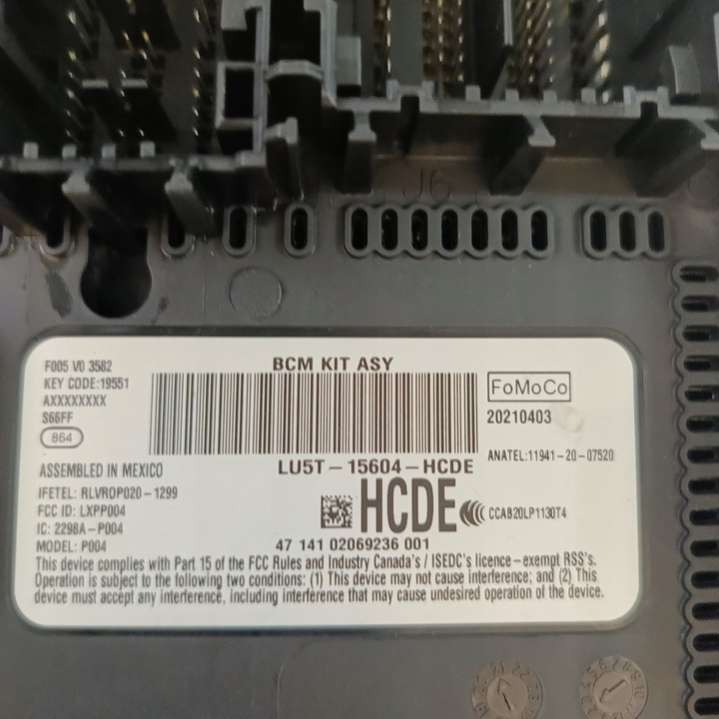 J6
BCM KIT ASY
F005 V0 3582
KEY CODE:19551
AXXXXXXXX
S66FF
864
FoMoCo
20210403
ANATEL:11941-20-07520
LU5T-15604-HCDE
ASSEMBLED IN MEXICO
IFETEL: RLVRDP020-1299
FCC ID: LXPP004
IC: 2298A-P004
MODEL: P004
HCDE
CCAB20LP1130T4
47 141 02069236 001
This device complies with Part 15 of the FCC Rules and Industry Canada's / ISEDC's licence-exempt RSS's.
Operation is subject to the following two conditions: (1) This device may not cause interference; and (2) This
device must accept any interference, including interference that may cause undesired operation of the device.